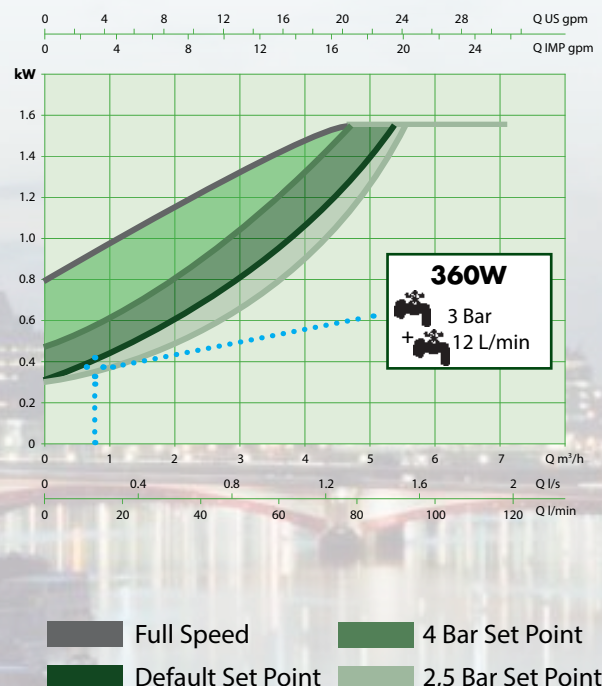 0 4 8 12 16 20 24 28 Q US gpm
0 4 8 12 16 20 24 Q IMP gpm
kW
1.6
1.4
1.2
1.0
0.8
0.6
0.4
0.2
0
360W
3 Bar
+ 12 L/min
0 1 2 3 4 5 6 7 Q m³/h
0 0.4 0.8 1.2 1.6 2 Q l/s
0 20 40 60 80 100 120 Q l/min
Full Speed
4 Bar Set Point
Default Set Point
2,5 Bar Set Point